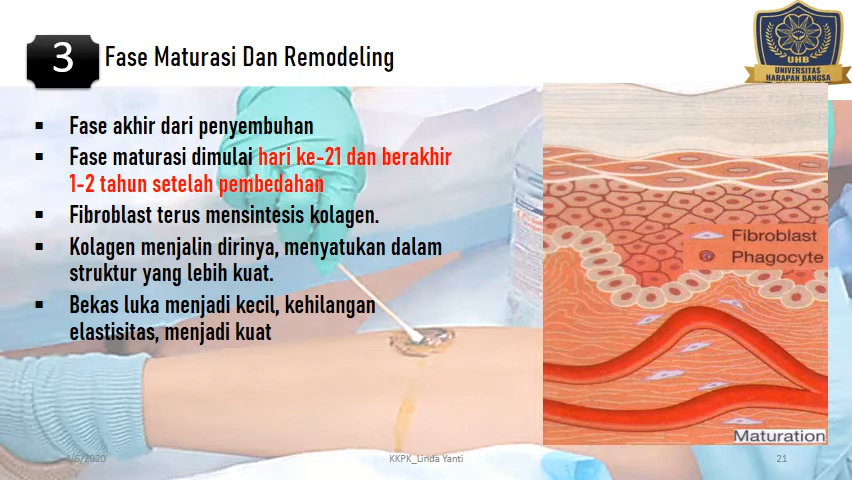 3
Fase Maturasi Dan Remodeling
UHB
UNIVERSITAS
HARAPAN BANGSA
▪ Fase akhir dari penyembuhan
▪ Fase maturasi dimulai hari ke-21 dan berakhir
1-2 tahun setelah pembedahan
▪ Fibroblast terus mensintesis kolagen.
▪ Kolagen menjalin dirinya, menyatukan dalam
struktur yang lebih kuat.
▪ Bekas luka menjadi kecil, kehilangan
elastisitas, menjadi kuat
Fibroblast
Phagocyte
Maturation
/6/2020
KKPK_Linda Yanti
21